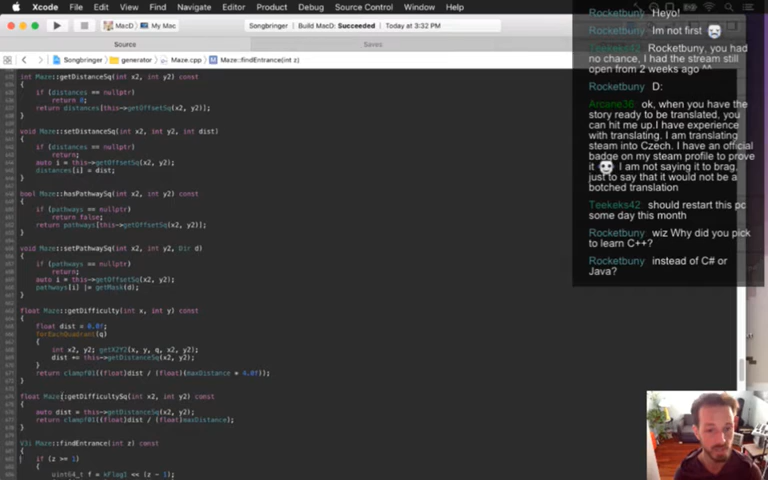 Xcode File Edit View Find Navigate Editor Product Debug Source Control Window Help
MacD My Mac
Songbringer Build MacD: Succeeded Today at 3:32 PM
Source
Saves
Songbringer generator Maze.cpp Maze::findEntrance(int z)
int Maze::getDistanceSq(int x2, int y2) const
{
if (distances == nullptr)
return 0;
return distances[this->getOffsetSq(x2, y2)];
}
void Maze::setDistanceSq(int x2, int y2, int dist)
{
if (distances == nullptr)
return;
auto i = this->getOffsetSq(x2, y2);
distances[i] = dist;
}
bool Maze::hasPathwaySq(int x2, int y2) const
{
if (pathways == nullptr)
return false;
return pathways[this->getOffsetSq(x2, y2)];
}
void Maze::setPathwaySq(int x2, int y2, Dir d)
{
if (pathways == nullptr)
return;
auto i = this->getOffsetSq(x2, y2);
pathways[i] |= getMask(d);
}
float Maze::getDifficulty(int x, int y) const
{
float dist = 0.0f;
forEachQuadrant(q)
{
int x2, y2; getX2Y2(x, y, q, x2, y2);
dist += this->getDistanceSq(x2, y2);
}
return clampf01((float)dist / (float)(maxDistance * 4.0f));
}
float Maze::getDifficultySq(int x2, int y2) const
{
auto dist = this->getDistanceSq(x2, y2);
return clampf01((float)dist / (float)maxDistance);
}
V3i Maze::findEntrance(int z) const
{
if (z >= 1)
{
uint64_t f = kFlag1 << (z - 1);
Rocketbuny Heyo!
Rocketbuny Im not first
Teekeks42 Rocketbuny, you had
no chance, I had the stream still
open from 2 weeks ago ^^
Rocketbuny D:
Arcane36 ok, when you have the
story ready to be translated, you
can hit me up.I have experience
with translating. I am translating
steam into Czech. I have an official
badge on my steam profile to prove
it I am not saying it to brag,
just to say that it would not be a
botched translation
Teekeks42 should restart this pc
some day this month
Rocketbuny wiz Why did you pick
to learn C++?
Rocketbuny instead of C# or
Java?